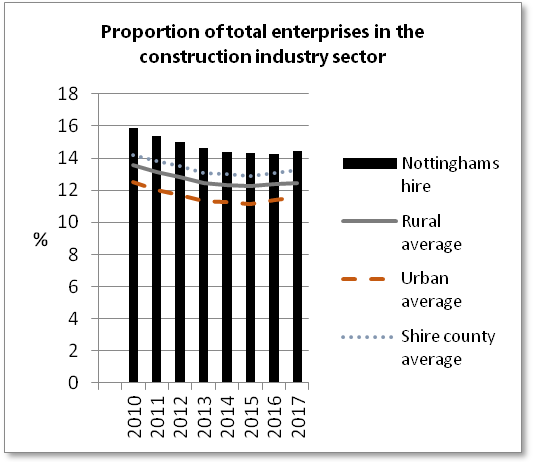 Proportion of total enterprises in the
construction industry sector
18
16
14
12
10
8
6
4
2
0
%
2010
2011
2012
2013
2014
2015
2016
2017
Nottinghams
hire
Rural
average
Urban
average
Shire county
average